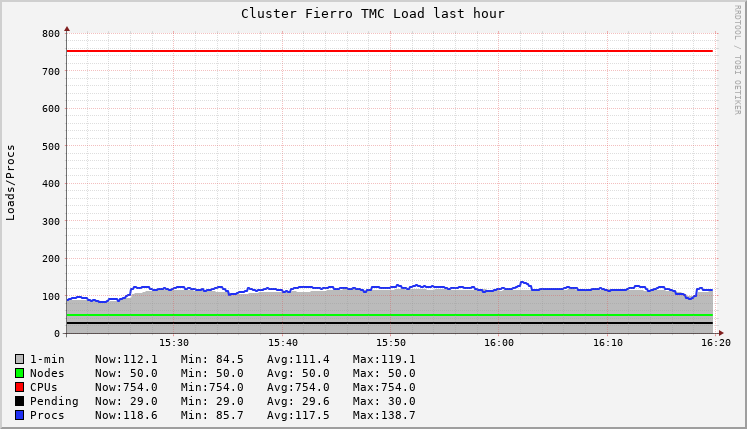 Cluster Fierro TMC Load last hour
RRDTOOL / TOBI OETIKER
Loads/Procs
800
700
600
500
400
300
200
100
0
15:30 15:40 15:50 16:00 16:10 16:20
1-min Now:112.1 Min: 84.5 Avg:111.4 Max:119.1
Nodes Now: 50.0 Min: 50.0 Avg: 50.0 Max: 50.0
CPUs Now:754.0 Min:754.0 Avg:754.0 Max:754.0
Pending Now: 29.0 Min: 29.0 Avg: 29.6 Max: 30.0
Procs Now:118.6 Min: 85.7 Avg:117.5 Max:138.7